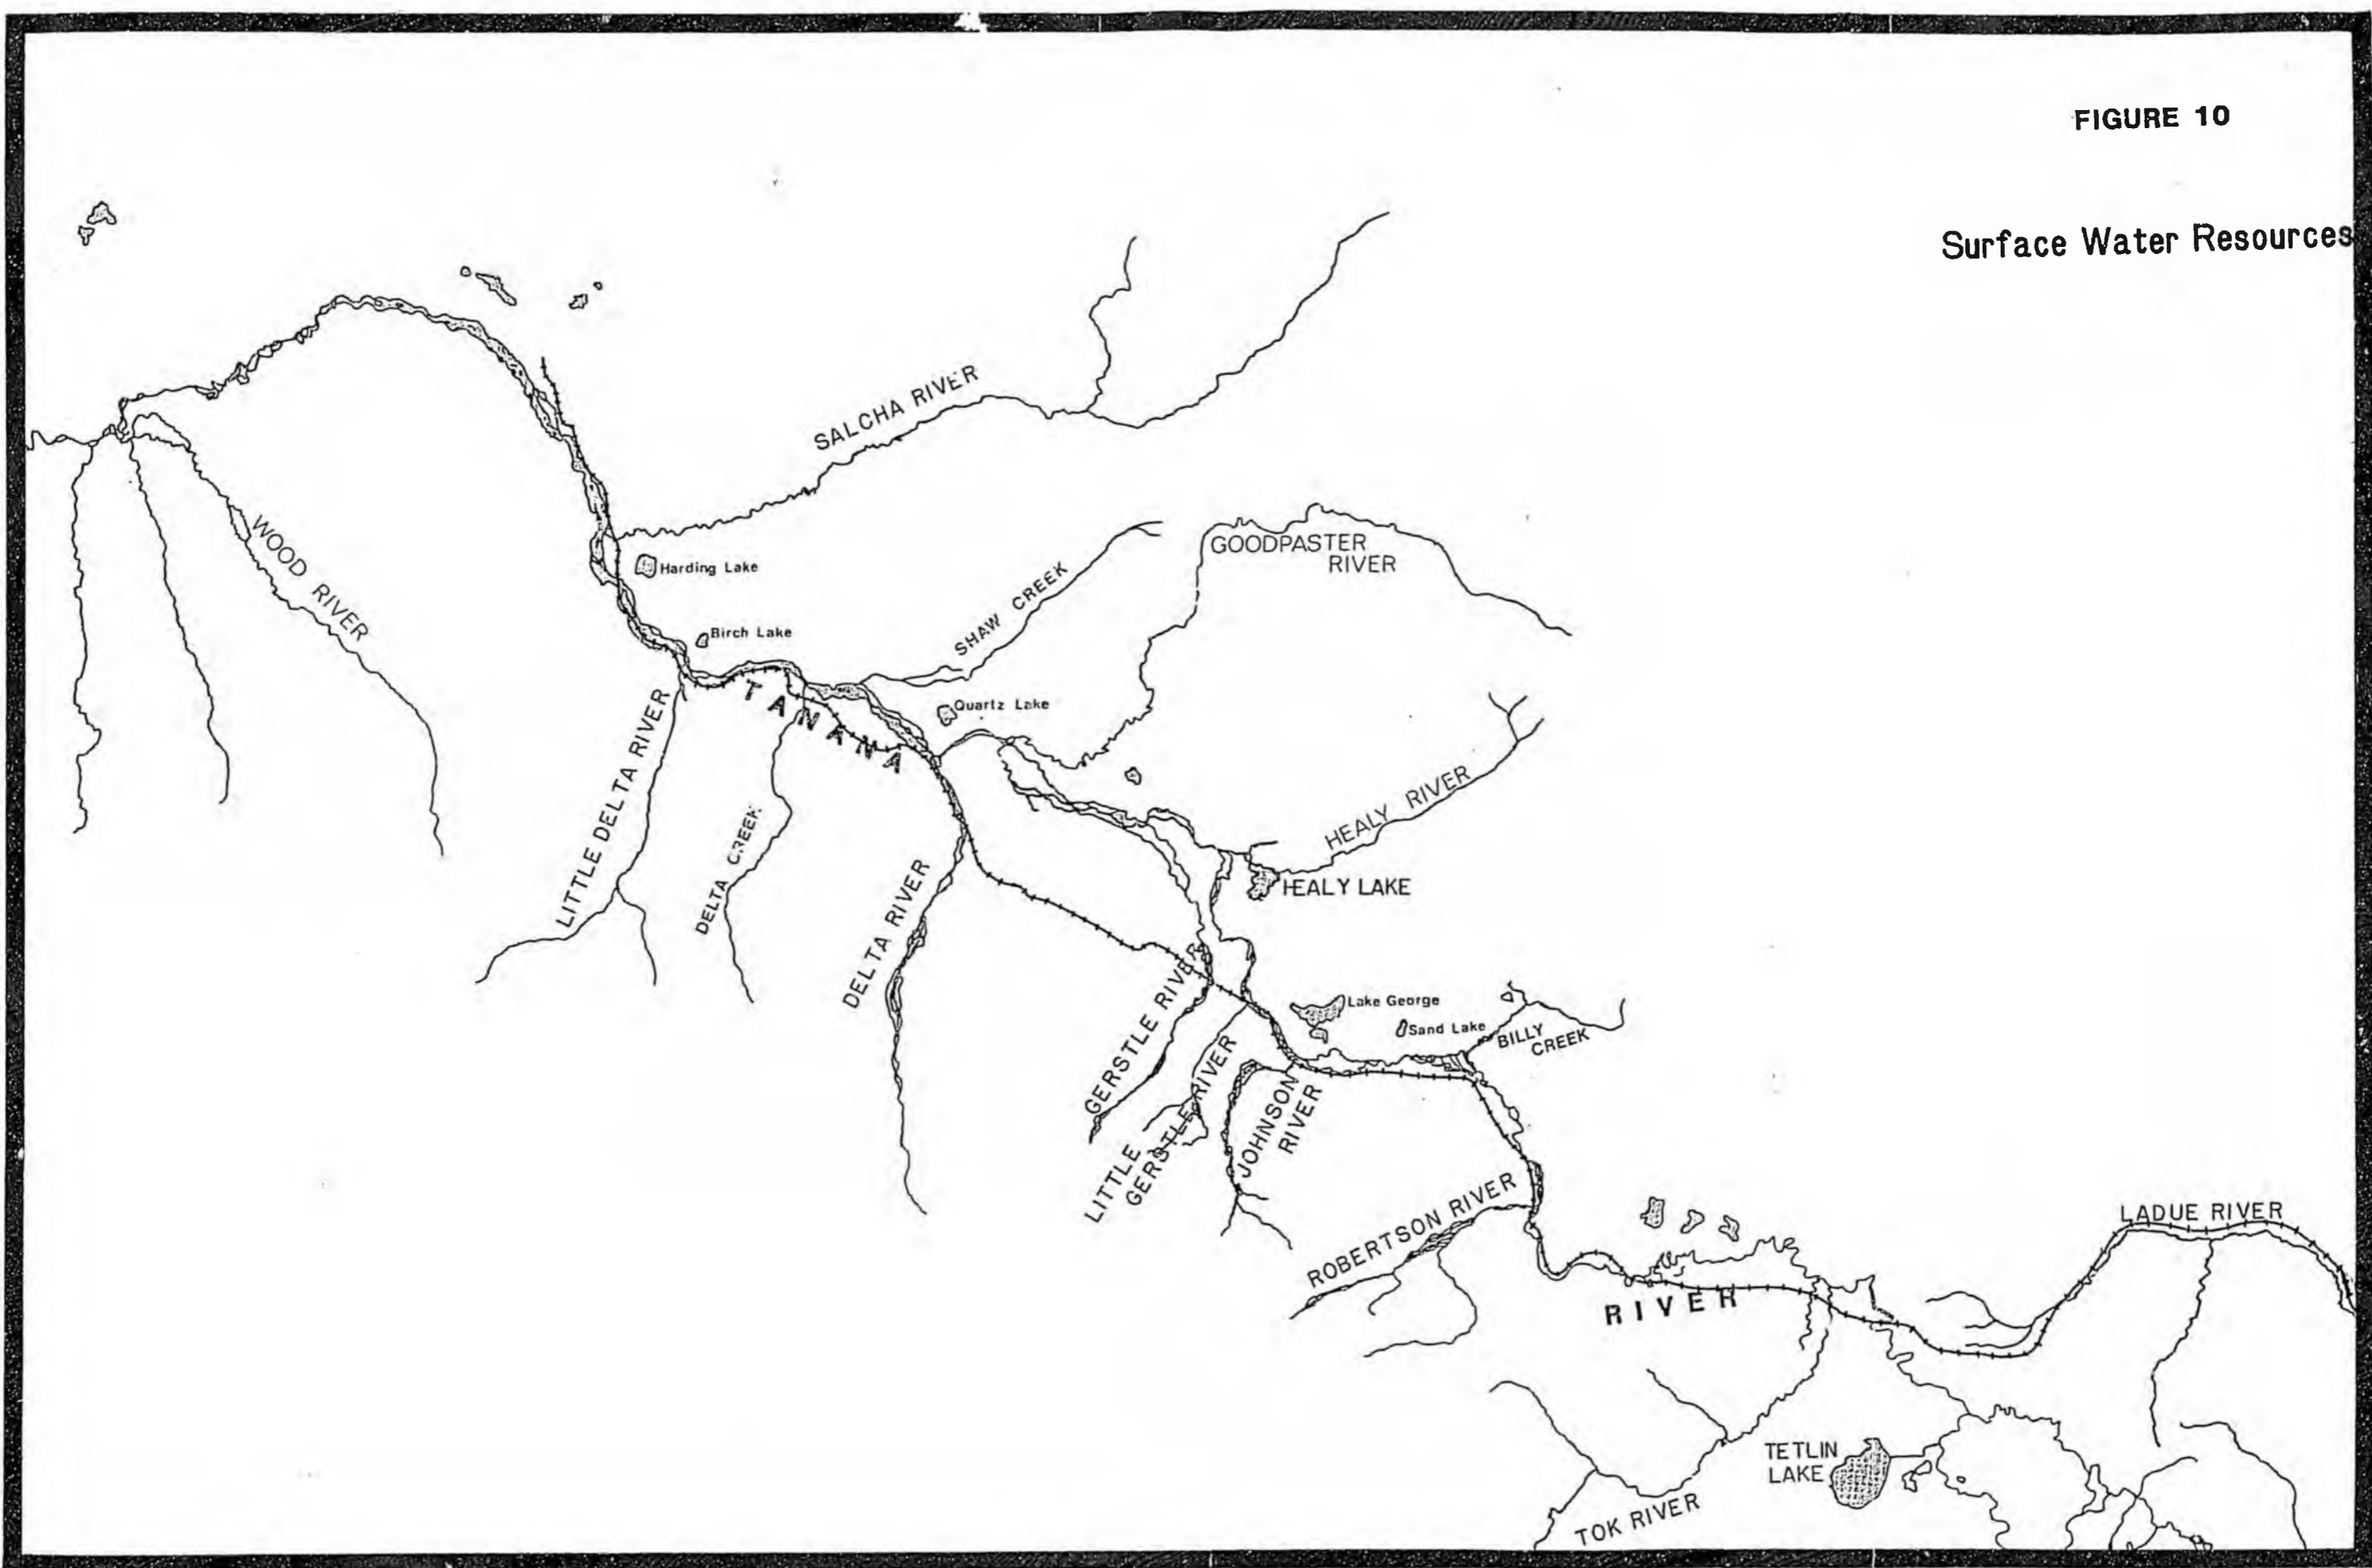 FIGURE 10
Surface Water Resources
SALCHA RIVER
WOOD RIVER
GOODPASTER
RIVER
Harding Lake
SHAW CREEK
Birch Lake
Quartz Lake
TANANA
LITTLE DELTA RIVER
DELTA CREEK
HEALY RIVER
HEALY LAKE
DELTA RIVER
GERSTLE RIVER
Lake George
Sand Lake
BILLY
CREEK
LITTLE
GERSTLE RIVER
JOHNSON
RIVER
ROBERTSON RIVER
LADUE RIVER
RIVER
TETLIN
LAKE
TOK RIVER